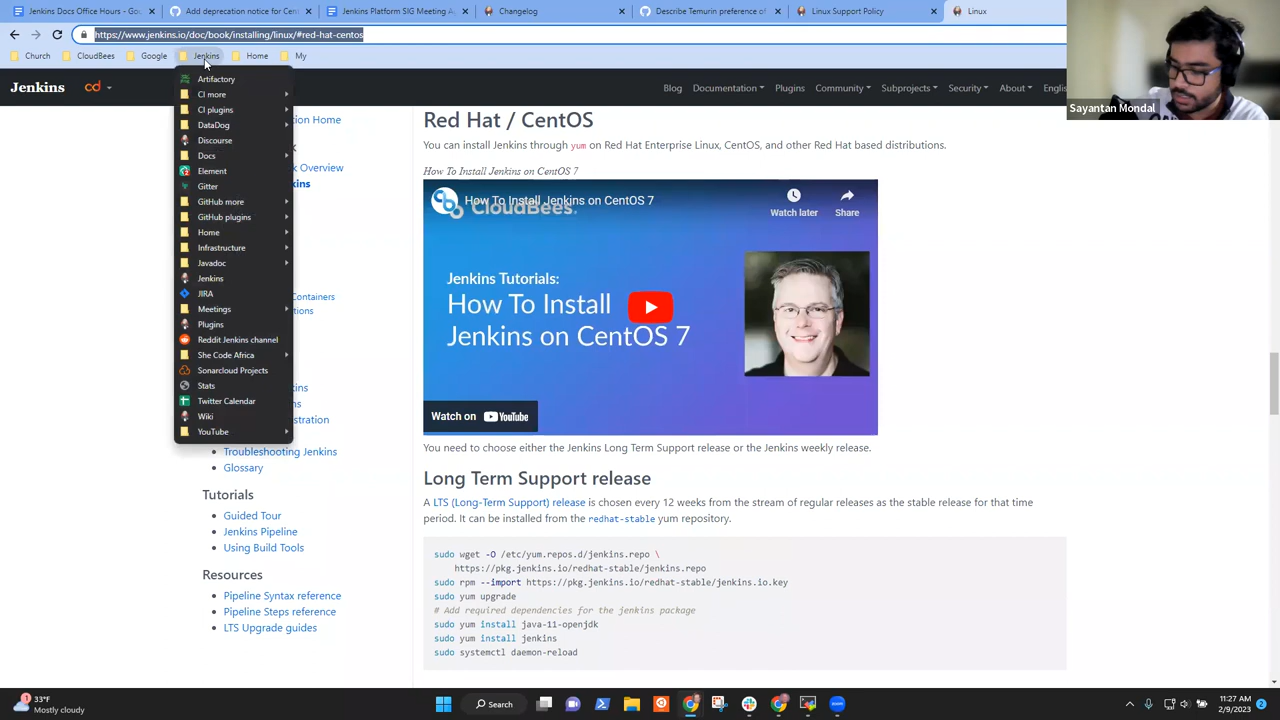 Jenkins Docs Office Hours - D
Add deprecation notice for Cent
Jenkins Platform SIG Meeting A
Changelog
Describe Temurin preference o
Linux Support Policy
Linux
https://www.jenkins.io/doc/book/installing/linux/#red-hat-centos
Church
CloudBees
Google
Jenkins
Home
My
Jenkins
cd
Blog
Documentation
Plugins
Community
Subprojects
Security
About
Englis
Sayantan Mondal
Artifactory
CI more
CI plugins
DataDog
Discourse
Docs
Element
Gitter
GitHub more
GitHub plugins
Home
Infrastructure
Javadoc
Jenkins
JIRA
Meetings
Plugins
Reddit Jenkins channel
She Code Africa
Sonarcloud Projects
Stats
Twitter Calendar
Wiki
YouTube
Troubleshooting Jenkins
Glossary
Tutorials
Guided Tour
Jenkins Pipeline
Using Build Tools
Resources
Pipeline Syntax reference
Pipeline Steps reference
LTS Upgrade guides
Red Hat / CentOS
You can install Jenkins through yum on Red Hat Enterprise Linux, CentOS, and other Red Hat based distributions.
How To Install Jenkins on CentOS 7
How To Install Jenkins on CentOS 7
CloudBees.
Watch later
Share
Jenkins Tutorials:
How To Install
Jenkins on CentOS 7
Watch on YouTube
You need to choose either the Jenkins Long Term Support release or the Jenkins weekly release.
Long Term Support release
A LTS (Long-Term Support) release is chosen every 12 weeks from the stream of regular releases as the stable release for that time
period. It can be installed from the redhat-stable yum repository.
sudo wget -O /etc/yum.repos.d/jenkins.repo \
https://pkg.jenkins.io/redhat-stable/jenkins.repo
sudo rpm --import https://pkg.jenkins.io/redhat-stable/jenkins.io.key
sudo yum upgrade
# Add required dependencies for the jenkins package
sudo yum install java-11-openjdk
sudo yum install jenkins
sudo systemctl daemon-reload
33°F
Mostly cloudy
Search
11:27 AM
2/9/2023
2